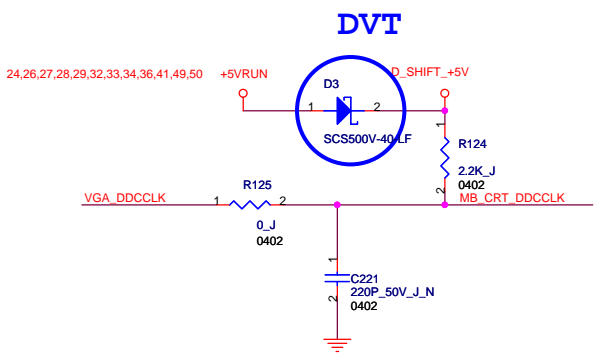 DVT
24,26,27,28,29,32,33,34,36,41,49,50 +5VRUN
D_SHIFT_+5V
D3
1 2
SCS500V-40-LF
1
R124
2.2K_J
0402
2
R125
VGA_DDCCLK
1 2
MB_CRT_DDCCLK
0_J
0402
1
C221
220P_50V_J_N
0402
2